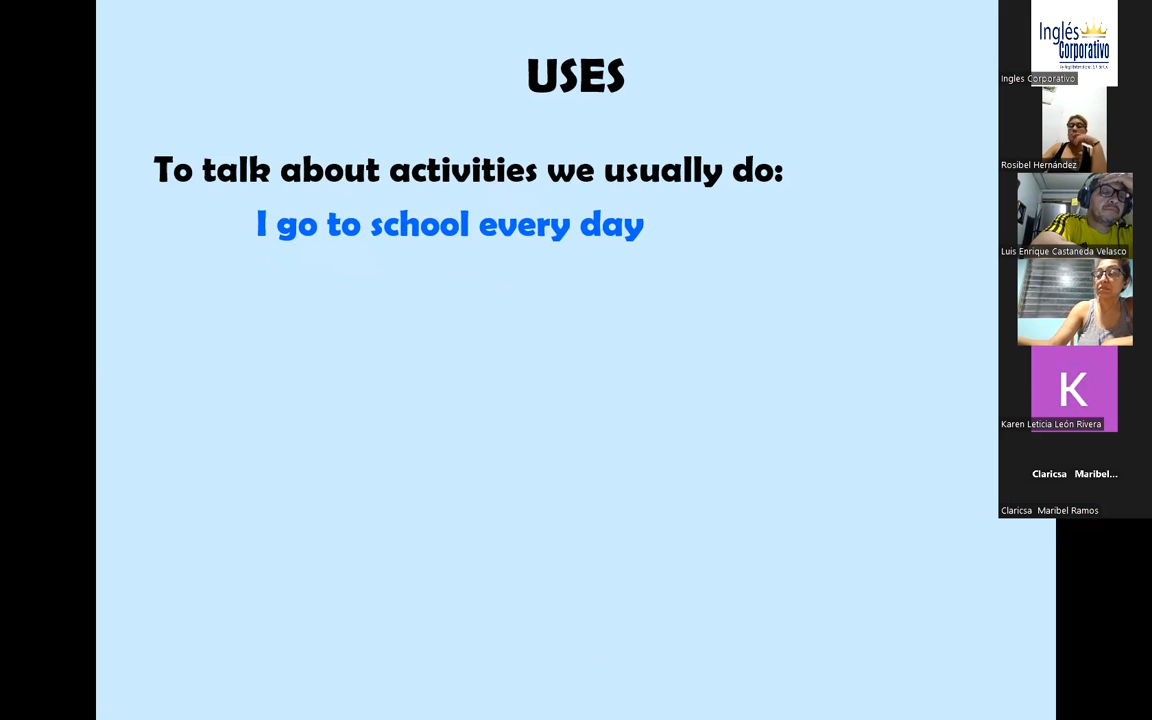 USES
To talk about activities we usually do:
I go to school every day
Inglés
Corporativo
Ingles Corporativo
Rosibel Hernández
Luis Enrique Castaneda Velasco
K
Karen Leticia León Rivera
Claricsa Maribel...
Claricsa Maribel Ramos